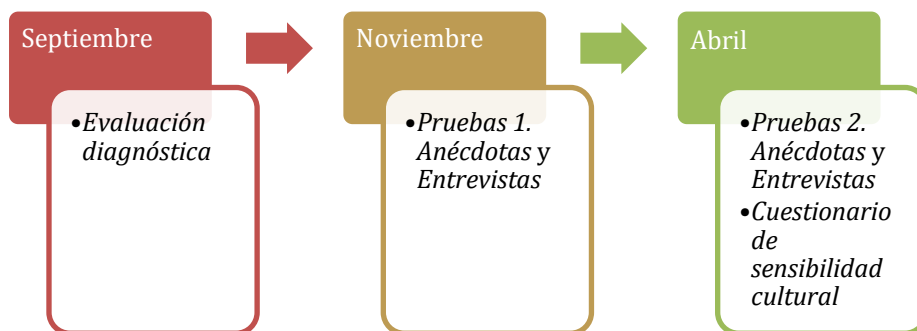 Septiembre
•Evaluación
diagnóstica
Noviembre
•Pruebas 1.
Anécdotas y
Entrevistas
Abril
•Pruebas 2.
Anécdotas y
Entrevistas
•Cuestionario
de
sensibilidad
cultural